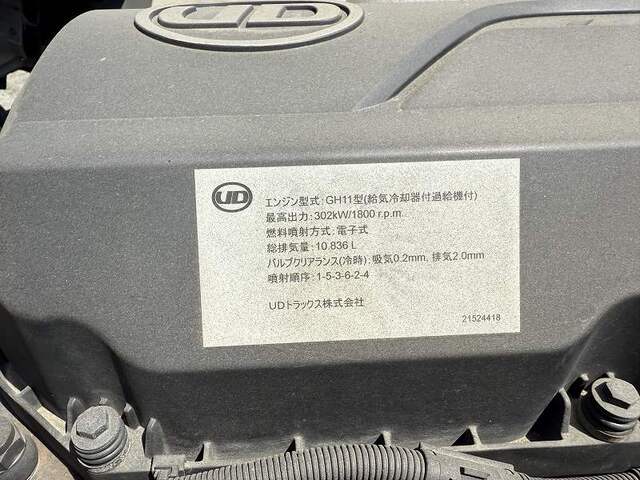 UD
UD
エンジン型式:GH11型(給気冷却器付過給機付)
最高出力:302kW/1800 r.p.m.
燃料噴射方式:電子式
総排気量:10.836 L
バルブクリアランス(冷時):吸気0.2mm, 排気2.0mm
噴射順序:1-5-3-6-2-4
UDトラックス株式会社
21524418